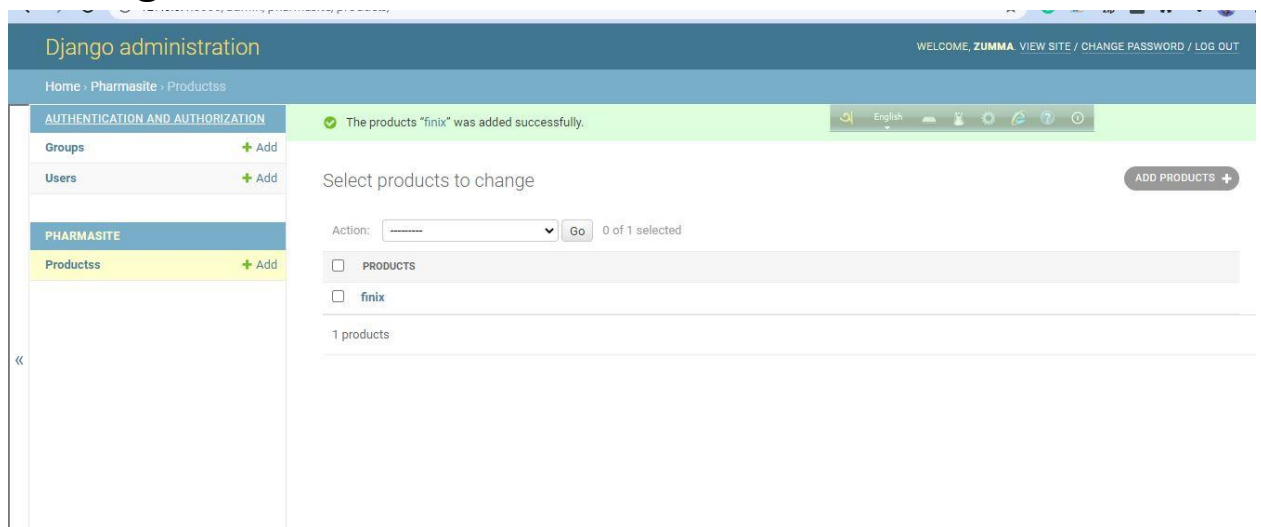 Django administration
WELCOME, ZUMMA. VIEW SITE / CHANGE PASSWORD / LOG OUT
Home › Pharmasite › Productss
AUTHENTICATION AND AUTHORIZATION
Groups + Add
Users + Add
PHARMASITE
Productss + Add
«
The products “finix” was added successfully.
অ English
Select products to change
ADD PRODUCTS +
Action: --------- Go 0 of 1 selected
PRODUCTS
finix
1 products